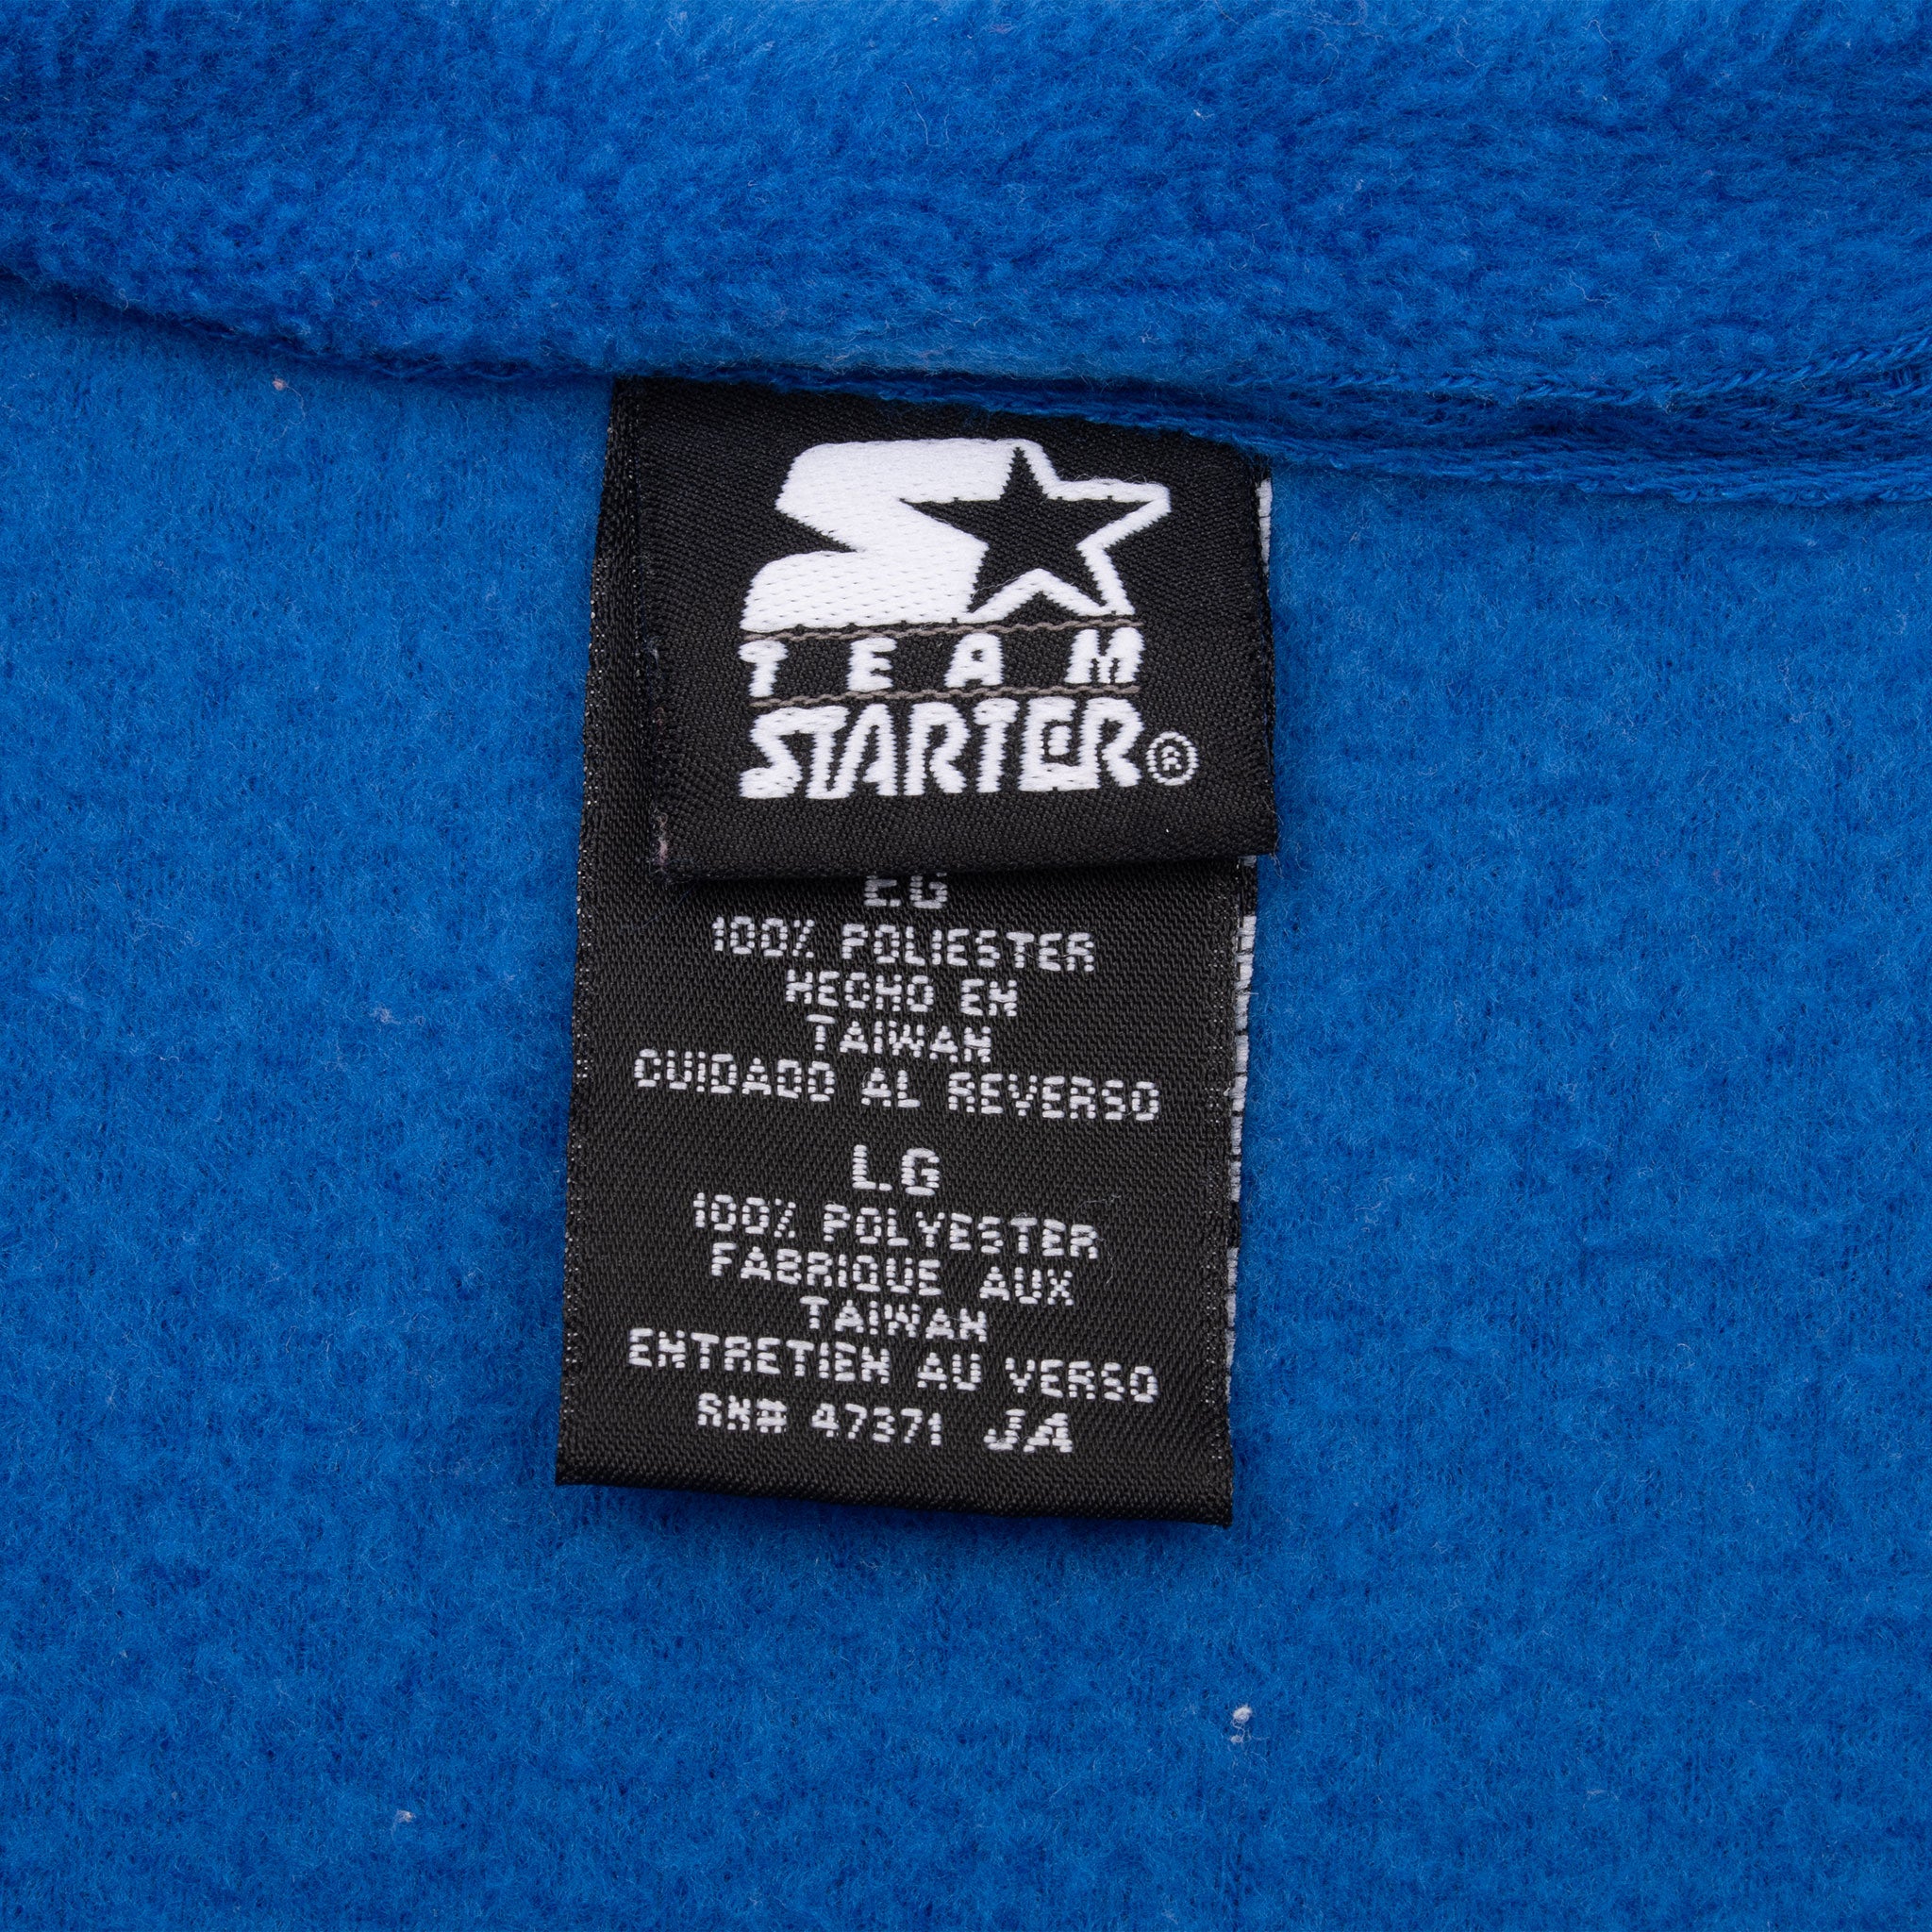 TEAM
STARTER®
EG
100% POLIESTER
HECHO EN
TAIWAN
CUIDADO AL REVERSO
LG
100% POLYESTER
FABRIQUE AUX
TAIWAN
ENTRETIEN AU VERSO
RN# 47371 JA